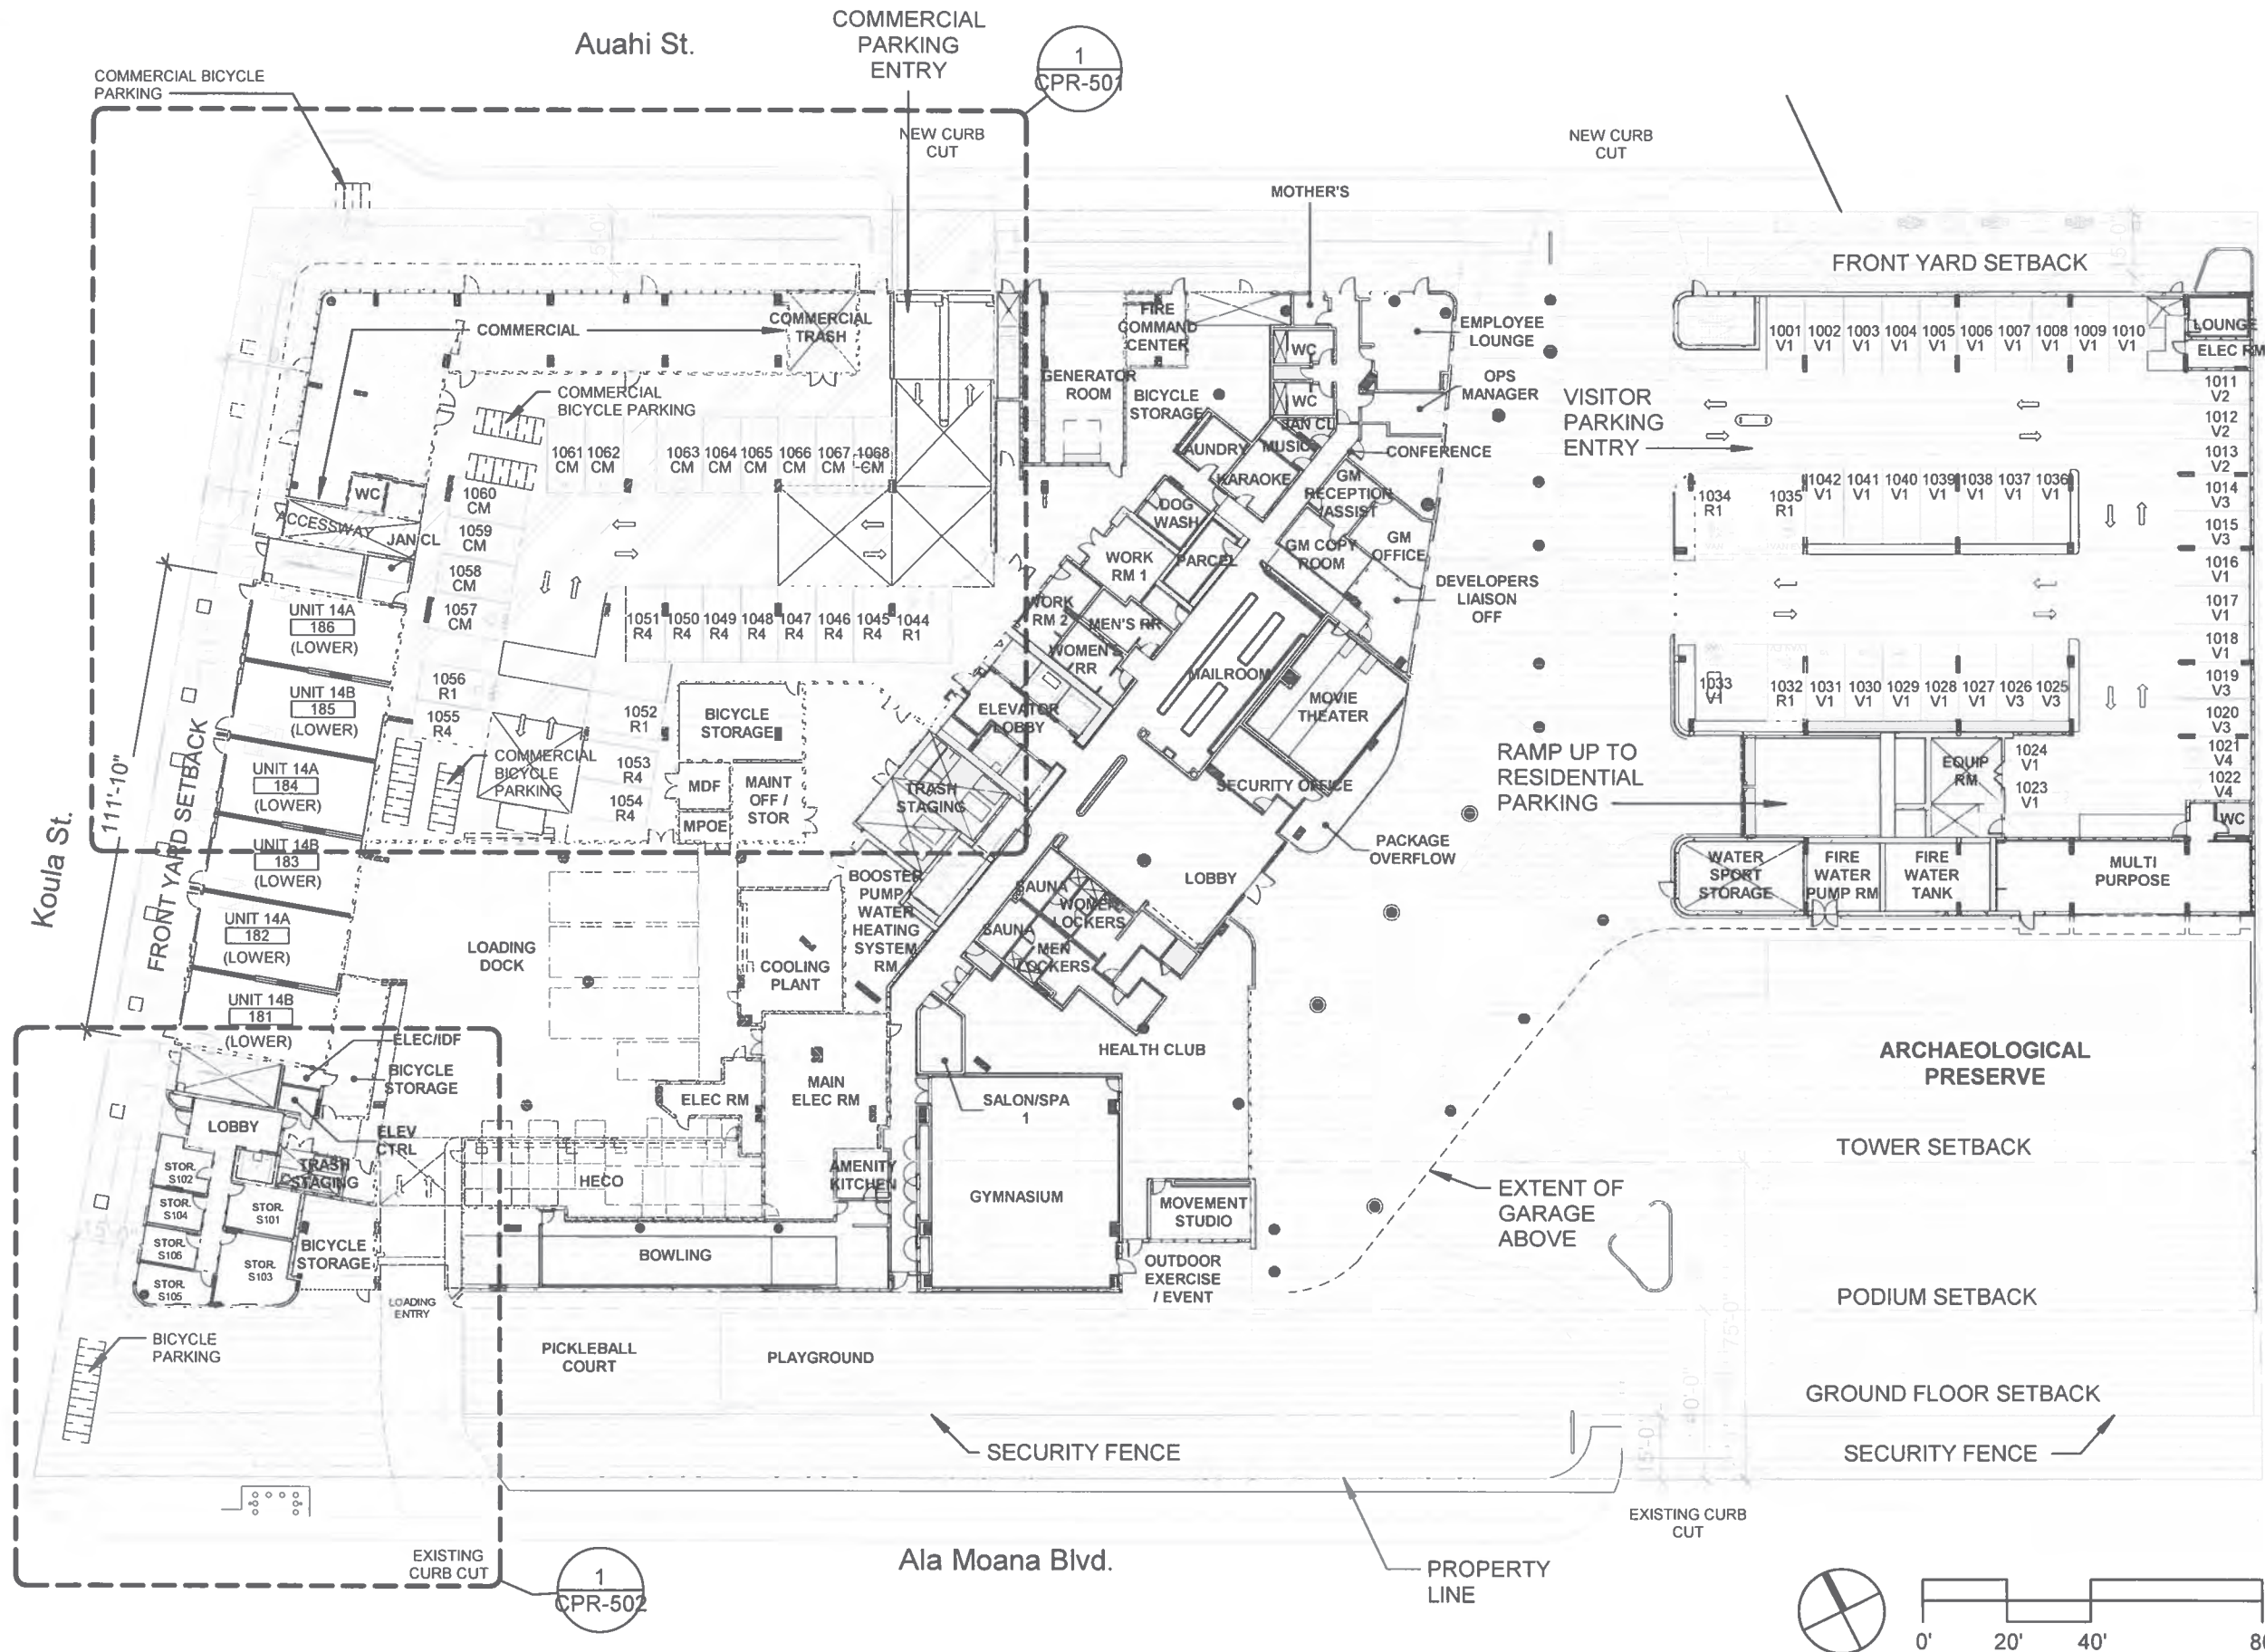 Auahi St.
COMMERCIAL
PARKING
ENTRY
1
CPR-501
COMMERCIAL BICYCLE
PARKING
NEW CURB
CUT
NEW CURB
CUT
MOTHER'S
FRONT YARD SETBACK
15'-0"
COMMERCIAL
COMMERCIAL
TRASH
FIRE
COMMAND
CENTER
EMPLOYEE
LOUNGE
WC
WC
GENERATOR
ROOM
BICYCLE
STORAGE
OPS
MANAGER
JAN CL
COMMERCIAL
BICYCLE PARKING
LAUNDRY
MUSIC
CONFERENCE
KARAOKE
GM
RECEPTION
/ASSIST
VISITOR
PARKING
ENTRY
1001
V1
1002
V1
1003
V1
1004
V1
1005
V1
1006
V1
1007
V1
1008
V1
1009
V1
1010
V1
LOUNGE
ELEC RM
1011
V2
1012
V2
1013
V2
1014
V3
1015
V3
1016
V1
1017
V1
1018
V1
1019
V3
1020
V3
1021
V4
1022
V4
WC
1061
CM
1062
CM
1063
CM
1064
CM
1065
CM
1066
CM
1067
CM
1068
CM
1060
CM
1059
CM
1058
CM
1057
CM
WC
ACCESSWAY
JAN CL
DOG
WASH
WORK
RM 1
PARCEL
GM COPY
ROOM
GM
OFFICE
DEVELOPERS
LIAISON
OFF
1034
R1
1035
R1
1042
V1
1041
V1
1040
V1
1039
V1
1038
V1
1037
V1
1036
V1
1051
R4
1050
R4
1049
R4
1048
R4
1047
R4
1046
R4
1045
R4
1044
R1
WORK
RM 2
MEN'S RR
WOMEN'S
RR
MAILROOM
MOVIE
THEATER
ELEVATOR
LOBBY
1033
V1
1032
R1
1031
V1
1030
V1
1029
V1
1028
V1
1027
V1
1026
V3
1025
V3
UNIT 14A
186
(LOWER)
UNIT 14B
185
(LOWER)
UNIT 14A
184
(LOWER)
UNIT 14B
183
(LOWER)
UNIT 14A
182
(LOWER)
UNIT 14B
181
(LOWER)
1056
R1
1055
R4
1052
R1
1053
R4
1054
R4
COMMERCIAL
BICYCLE
PARKING
BICYCLE
STORAGE
MDF
MAINT
OFF /
STOR
MPOE
TRASH
STAGING
SECURITY OFFICE
PACKAGE
OVERFLOW
RAMP UP TO
RESIDENTIAL
PARKING
EQUIP
RM
1024
V1
1023
V1
Koula St.
111'-10"
FRONT YARD SETBACK
LOADING
DOCK
COOLING
PLANT
BOOSTER
PUMP /
WATER
HEATING
SYSTEM
RM
SAUNA
WOMEN
LOCKERS
SAUNA
MEN
LOCKERS
LOBBY
WATER
SPORT
STORAGE
FIRE
WATER
PUMP RM
FIRE
WATER
TANK
MULTI
PURPOSE
ELEC/IDF
BICYCLE
STORAGE
HEALTH CLUB
ARCHAEOLOGICAL
PRESERVE
ELEC RM
MAIN
ELEC RM
SALON/SPA
1
LOBBY
ELEV
CTRL
TRASH
STAGING
STOR.
S102
STOR.
S104
STOR.
S101
STOR.
S106
STOR.
S103
STOR.
S105
BICYCLE
STORAGE
HECO
AMENITY
KITCHEN
GYMNASIUM
MOVEMENT
STUDIO
TOWER SETBACK
EXTENT OF
GARAGE
ABOVE
BOWLING
OUTDOOR
EXERCISE
/ EVENT
LOADING
ENTRY
PODIUM SETBACK
BICYCLE
PARKING
PICKLEBALL
COURT
PLAYGROUND
75'-0"
40'-0"
15'-0"
GROUND FLOOR SETBACK
SECURITY FENCE
SECURITY FENCE
EXISTING CURB
CUT
EXISTING
CURB CUT
1
CPR-502
Ala Moana Blvd.
PROPERTY
LINE
0'
20'
40'